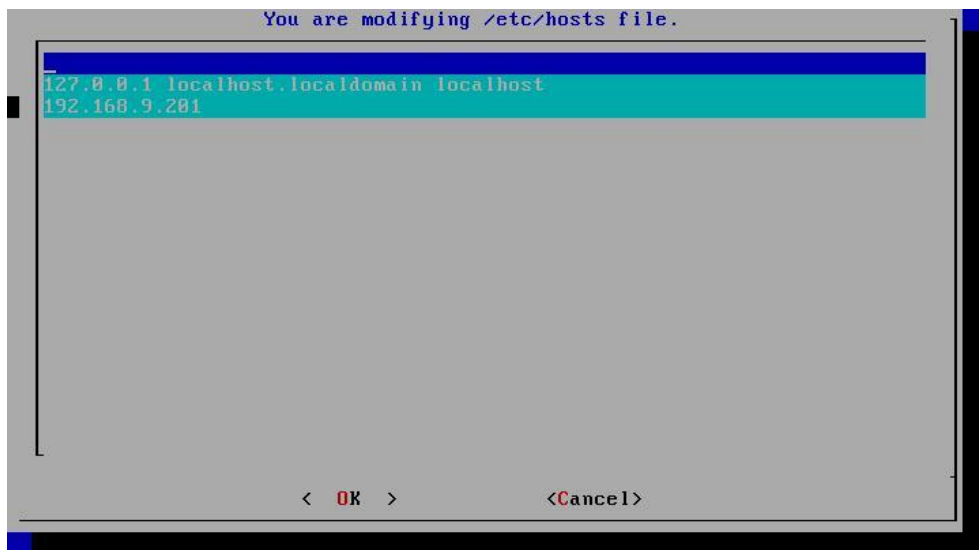 You are modifying /etc/hosts file.
127.0.0.1 localhost.localdomain localhost
192.168.9.201
< OK > <Cancel>